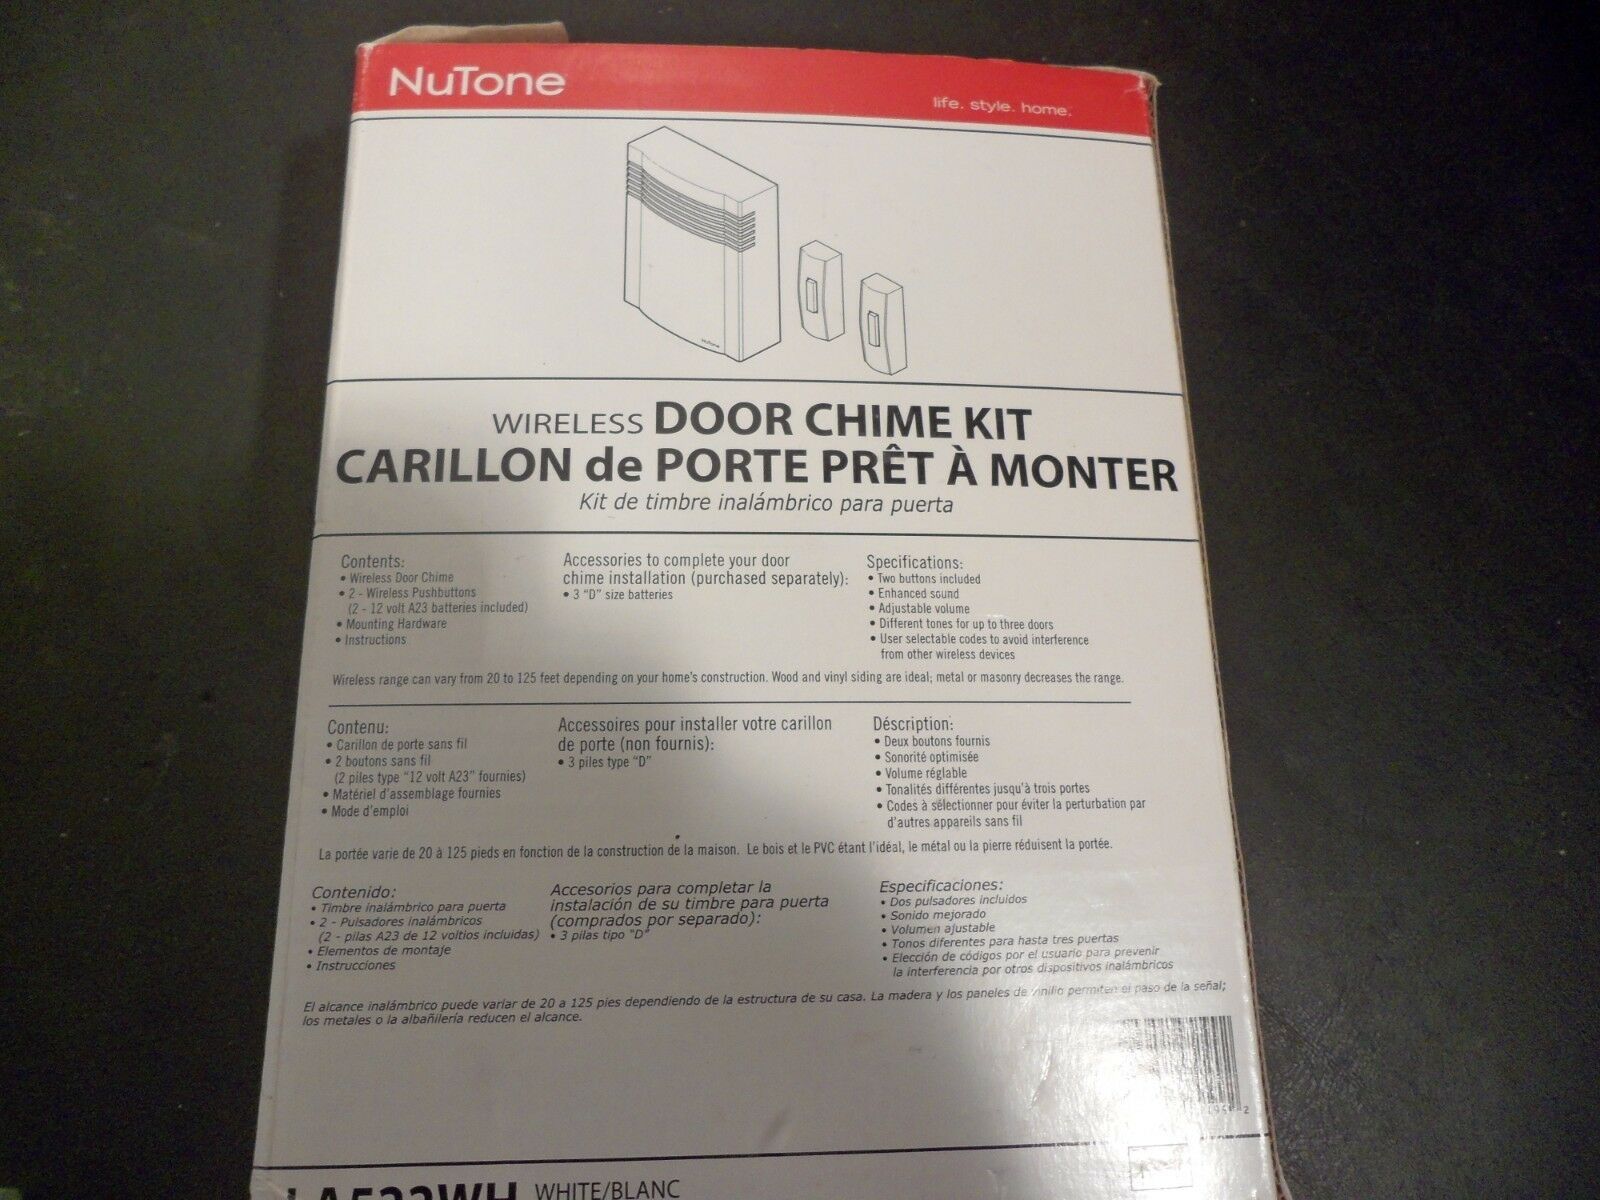 NuTone
life. style. home.
NuTone
WIRELESS DOOR CHIME KIT
CARILLON de PORTE PRÊT À MONTER
Kit de timbre inalámbrico para puerta
Contents:
• Wireless Door Chime
• 2 - Wireless Pushbuttons
(2 - 12 volt A23 batteries included)
• Mounting Hardware
• Instructions
Accessories to complete your door
chime installation (purchased separately):
• 3 "D" size batteries
Specifications:
• Two buttons included
• Enhanced sound
• Adjustable volume
• Different tones for up to three doors
• User selectable codes to avoid interference
from other wireless devices
Wireless range can vary from 20 to 125 feet depending on your home's construction. Wood and vinyl siding are ideal; metal or masonry decreases the range.
Contenu:
• Carillon de porte sans fil
• 2 boutons sans fil
(2 piles type "12 volt A23" fournies)
• Matériel d'assemblage fournies
• Mode d'emploi
Accessoires pour installer votre carillon
de porte (non fournis):
• 3 piles type "D"
Déscription:
• Deux boutons fournis
• Sonorité optimisée
• Volume réglable
• Tonalités différentes jusqu'à trois portes
• Codes à sélectionner pour éviter la perturbation par
d'autres appareils sans fil
La portée varie de 20 à 125 pieds en fonction de la construction de la maison. Le bois et le PVC étant l'idéal, le métal ou la pierre réduisent la portée.
Contenido:
• Timbre inalámbrico para puerta
• 2 - Pulsadores inalámbricos
(2 - pilas A23 de 12 voltios incluidas)
• Elementos de montaje
• Instrucciones
Accesorios para completar la
instalación de su timbre para puerta
(comprados por separado):
• 3 pilas tipo "D"
Especificaciones:
• Dos pulsadores incluidos
• Sonido mejorado
• Volumen ajustable
• Tonos diferentes para hasta tres puertas
• Elección de códigos por el usuario para prevenir
la interferencia por otros dispositivos inalámbricos
El alcance inalámbrico puede variar de 20 a 125 pies dependiendo de la estructura de su casa. La madera y los paneles de vinilio permiten el paso de la señal;
los metales o la albañilería reducen el alcance.
WHITE/BLANC